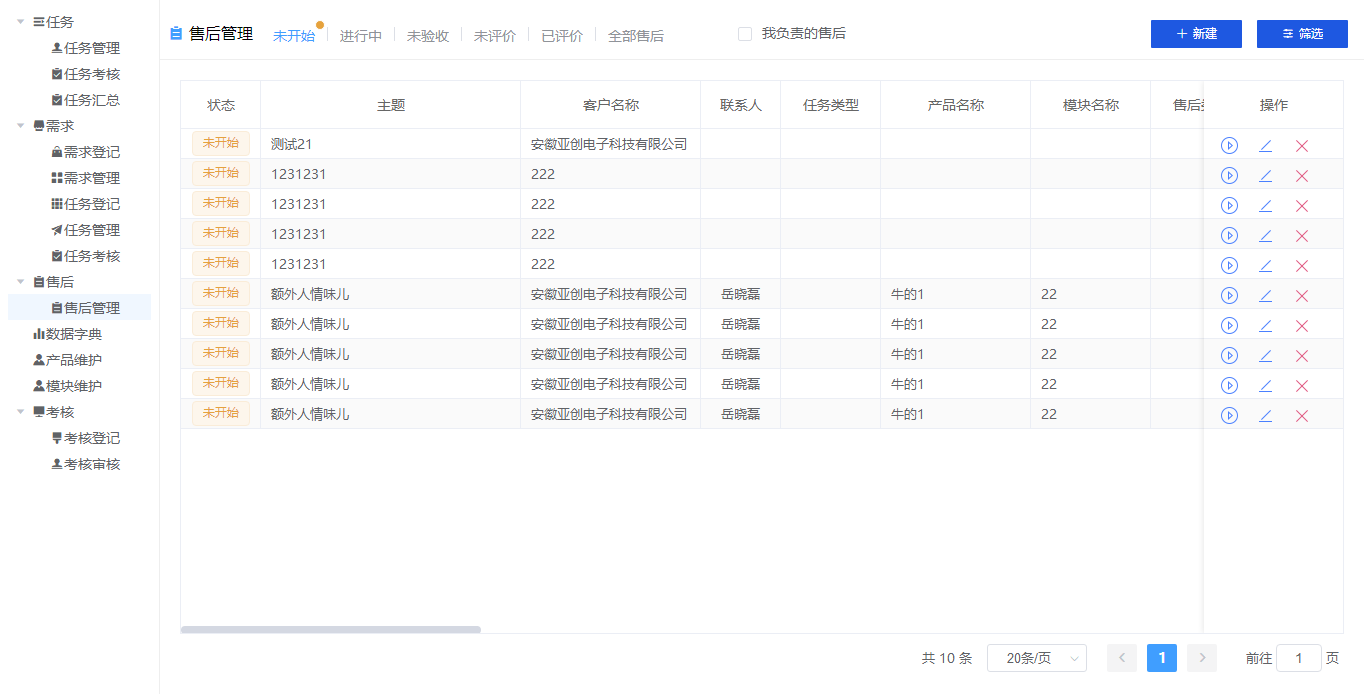 任务
任务管理
任务考核
任务汇总
需求
需求登记
需求管理
任务登记
任务管理
任务考核
售后
售后管理
数据字典
产品维护
模块维护
考核
考核登记
考核审核
售后管理 未开始 进行中 未验收 未评价 已评价 全部售后 我负责的售后 新建 筛选
状态 主题 客户名称 联系人 任务类型 产品名称 模块名称 售后 操作
未开始 测试21 安徽亚创电子科技有限公司
未开始 1231231 222
未开始 1231231 222
未开始 1231231 222
未开始 1231231 222
未开始 额外人情味儿 安徽亚创电子科技有限公司 岳晓磊 牛的1 22
未开始 额外人情味儿 安徽亚创电子科技有限公司 岳晓磊 牛的1 22
未开始 额外人情味儿 安徽亚创电子科技有限公司 岳晓磊 牛的1 22
未开始 额外人情味儿 安徽亚创电子科技有限公司 岳晓磊 牛的1 22
未开始 额外人情味儿 安徽亚创电子科技有限公司 岳晓磊 牛的1 22
共 10 条 20条/页 1 前往 1 页